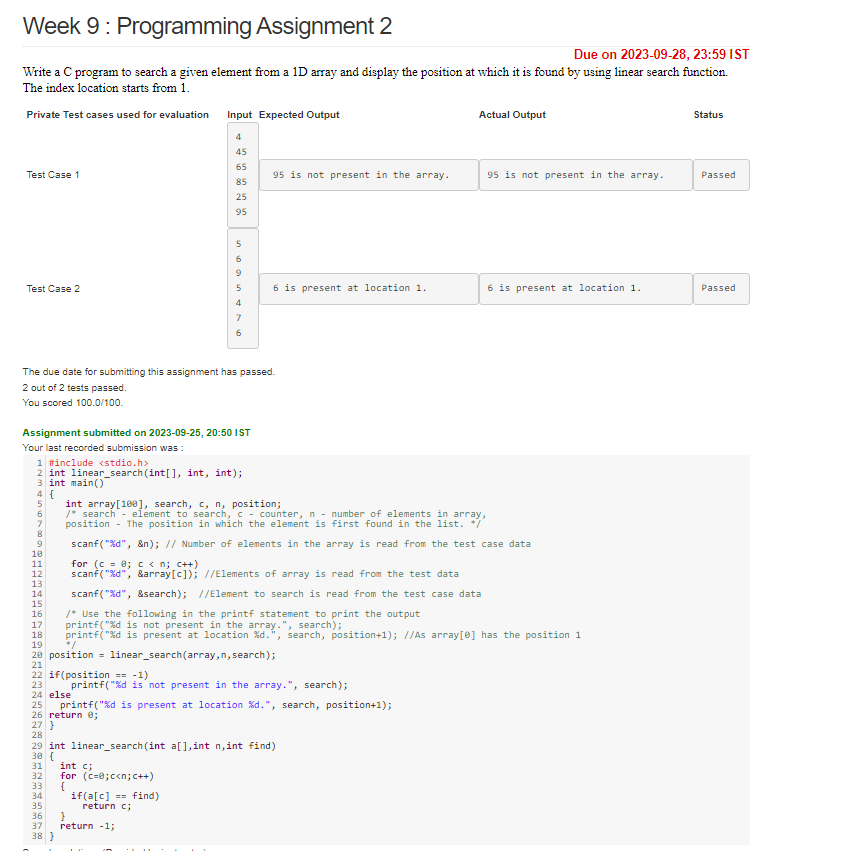 Week 9 : Programming Assignment 2
Due on 2023-09-28, 23:59 IST
Write a C program to search a given element from a 1D array and display the position at which it is found by using linear search function.
The index location starts from 1.
Private Test cases used for evaluation Input Expected Output Actual Output Status
Test Case 1
4
45
65
85
25
95
95 is not present in the array.
95 is not present in the array.
Passed
Test Case 2
5
6
9
5
4
7
6
6 is present at location 1.
6 is present at location 1.
Passed
The due date for submitting this assignment has passed.
2 out of 2 tests passed.
You scored 100.0/100.
Assignment submitted on 2023-09-25, 20:50 IST
Your last recorded submission was :
1 #include <stdio.h>
2 int linear_search(int[], int, int);
3 int main()
4 {
5 int array[100], search, c, n, position;
6 /* search - element to search, c - counter, n - number of elements in array,
7 position - The position in which the element is first found in the list. */
8
9 scanf("%d", &n); // Number of elements in the array is read from the test case data
10
11 for (c = 0; c < n; c++)
12 scanf("%d", &array[c]); //Elements of array is read from the test data
13
14 scanf("%d", &search); //Element to search is read from the test case data
15
16 /* Use the following in the printf statement to print the output
17 printf("%d is not present in the array.", search);
18 printf("%d is present at location %d.", search, position+1); //As array[0] has the position 1
19 */
20 position = linear_search(array,n,search);
21
22 if(position == -1)
23 printf("%d is not present in the array.", search);
24 else
25 printf("%d is present at location %d.", search, position+1);
26 return 0;
27 }
28
29 int linear_search(int a[],int n,int find)
30 {
31 int c;
32 for (c=0;c<n;c++)
33 {
34 if(a[c] == find)
35 return c;
36 }
37 return -1;
38 }